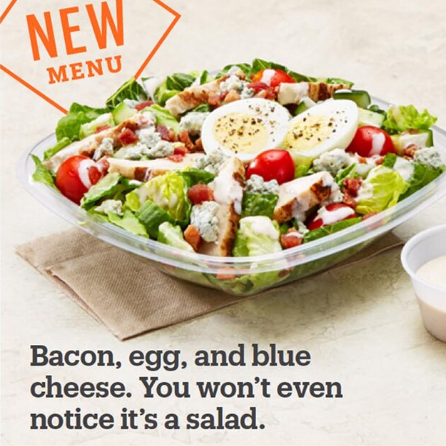 NEW
MENU
Bacon, egg, and blue
cheese. You won't even
notice it's a salad.